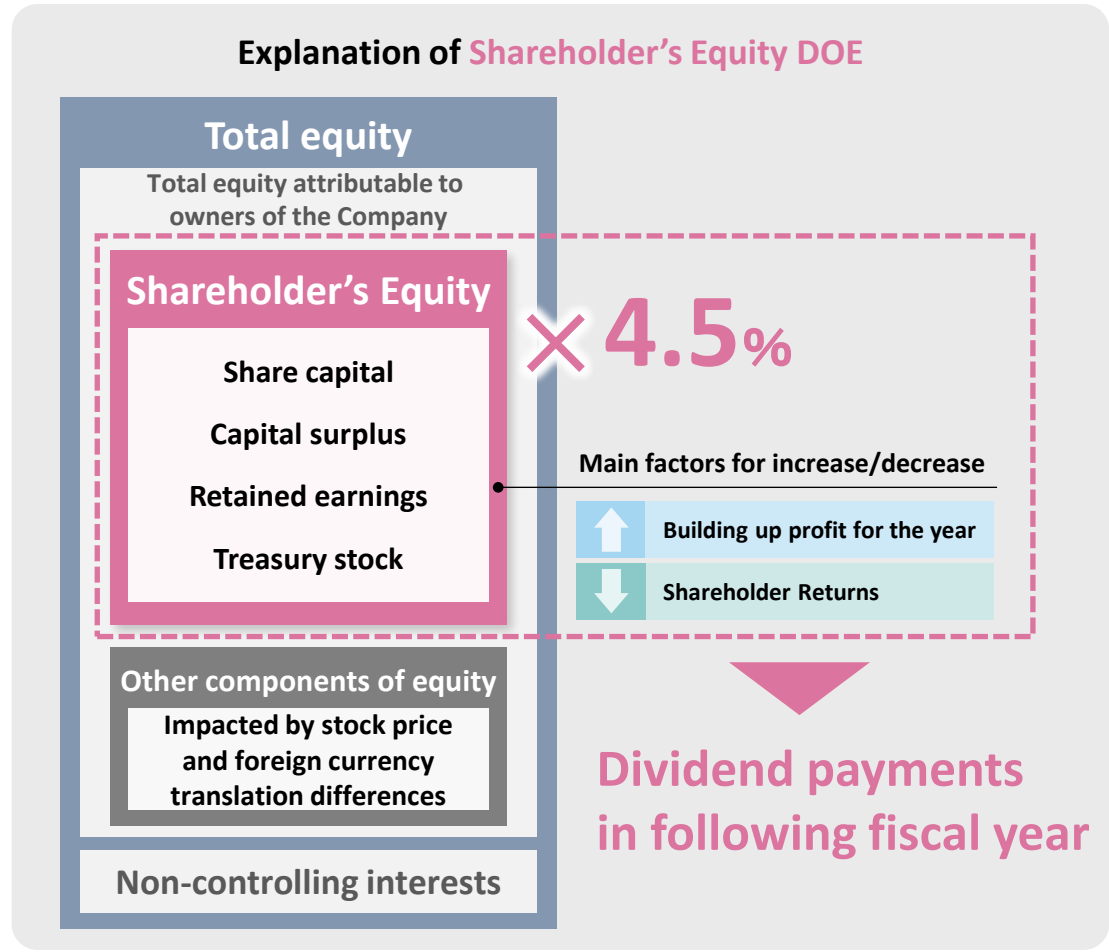 Explanation of Shareholder’s Equity DOE
Total equity
Total equity attributable to
owners of the Company
Shareholder’s Equity
Share capital
Capital surplus
Retained earnings
Treasury stock
× 4.5%
Main factors for increase/decrease
Building up profit for the year
Shareholder Returns
Other components of equity
Impacted by stock price
and foreign currency
translation differences
Non-controlling interests
Dividend payments
in following fiscal year